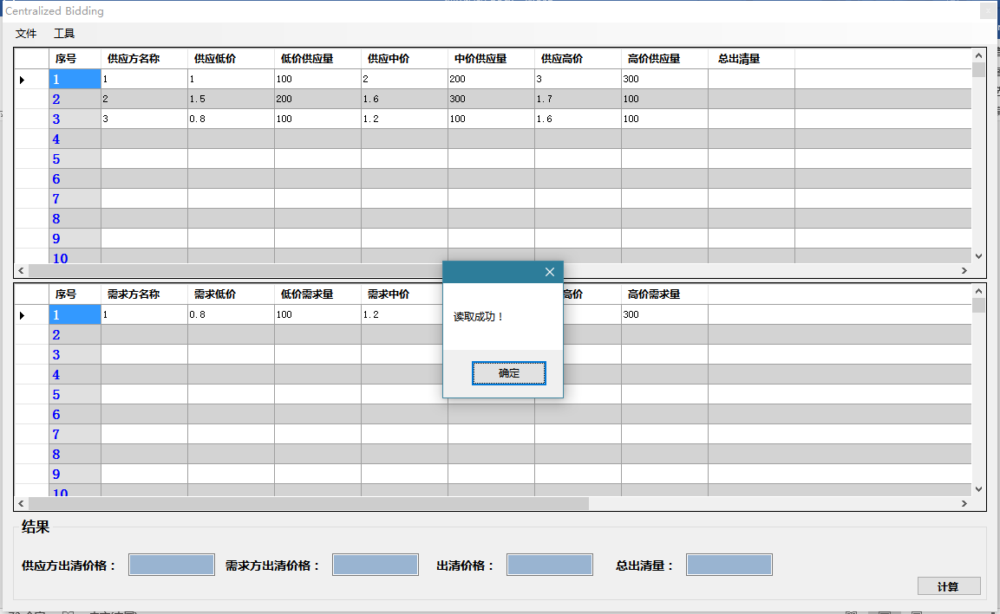 Centralized Bidding
文件 工具
序号 供应方名称 供应低价 低价供应量 供应中价 中价供应量 供应高价 高价供应量 总出清量
1 1 1 100 2 200 3 300
2 2 1.5 200 1.6 300 1.7 100
3 3 0.8 100 1.2 100 1.6 100
4
5
6
7
8
9
10
序号 需求方名称 需求低价 低价需求量 需求中价 高价 高价需求量
1 1 0.8 100 1.2 300
2
3
4
5
6
7
8
9
10
读取成功！
确定
结果
供应方出清价格： 需求方出清价格： 出清价格： 总出清量：
计算